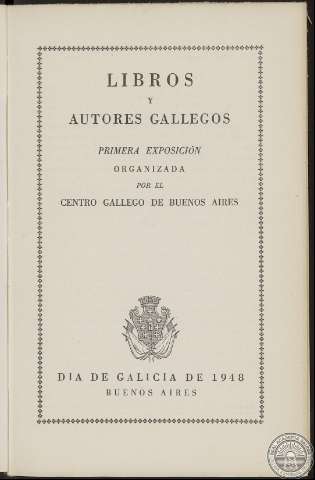 LIBROS
Y
AUTORES GALLEGOS
PRIMERA EXPOSICIÓN
ORGANIZADA
POR EL
CENTRO GALLEGO DE BUENOS AIRES
DIA DE GALICIA DE 1948
BUENOS AIRES